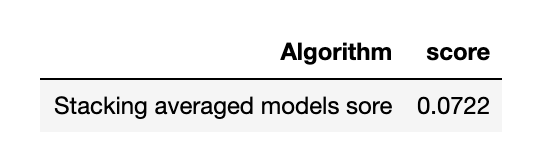 Algorithm score
Stacking averaged models sore 0.0722